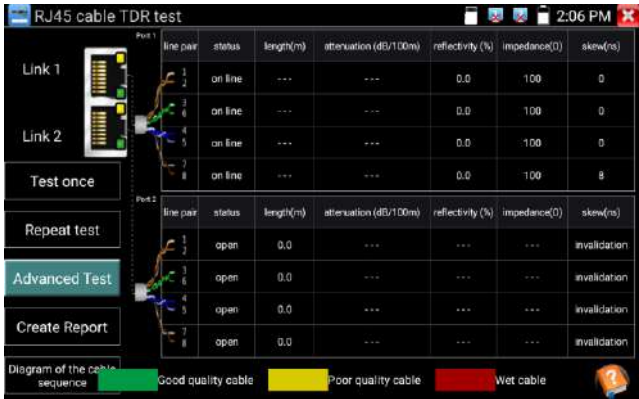 RJ45 cable TDR test
2:06 PM
Link 1
Link 2
Test once
Repeat test
Advanced Test
Create Report
Diagram of the cable
sequence
Port 1
line pair status length(m) attenuation (dB/100m) reflectivity (%) impedance(Ω) skew(ns)
1 2 on line --- --- 0.0 100 0
3 6 on line --- --- 0.0 100 0
4 5 on line --- --- 0.0 100 0
7 8 on line --- --- 0.0 100 8
Port 2
line pair status length(m) attenuation (dB/100m) reflectivity (%) impedance(Ω) skew(ns)
1 2 open 0.0 --- --- --- invalidation
3 6 open 0.0 --- --- --- invalidation
4 5 open 0.0 --- --- --- invalidation
7 8 open 0.0 --- --- --- invalidation
Good quality cable Poor quality cable Wet cable